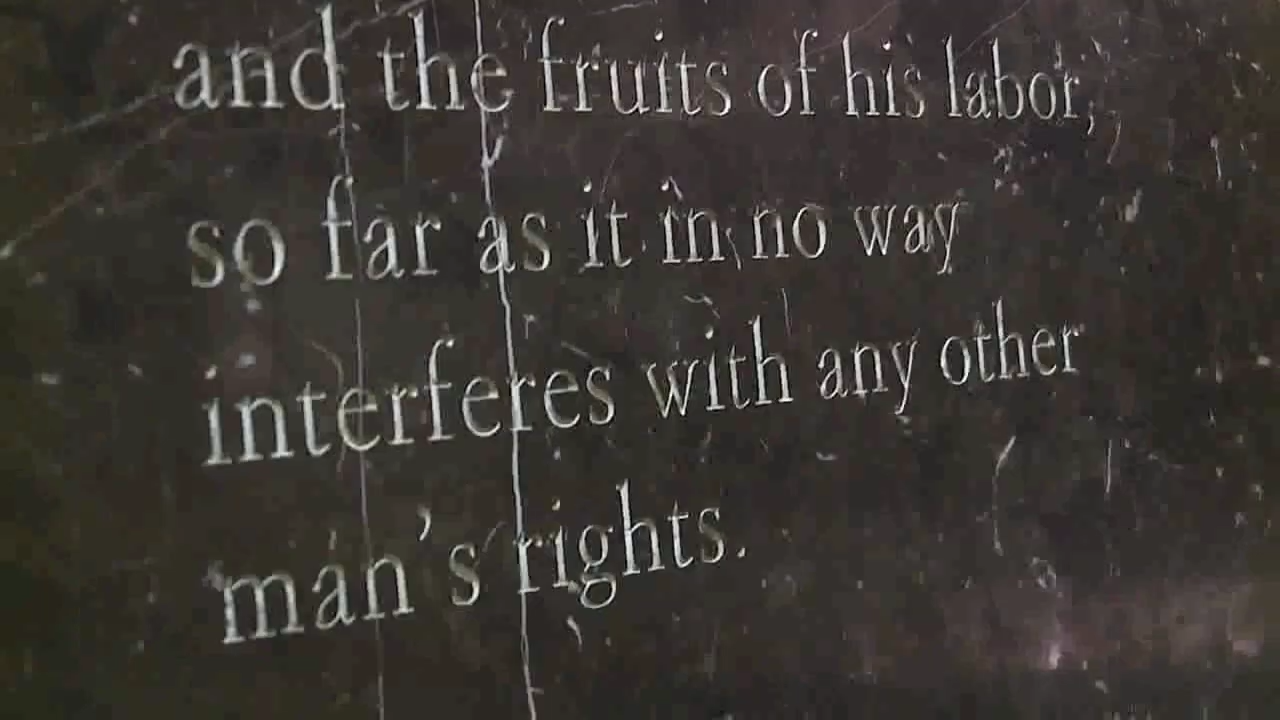 and the fruits of his labor,
so far as it in no way
interferes with any other
man's rights.